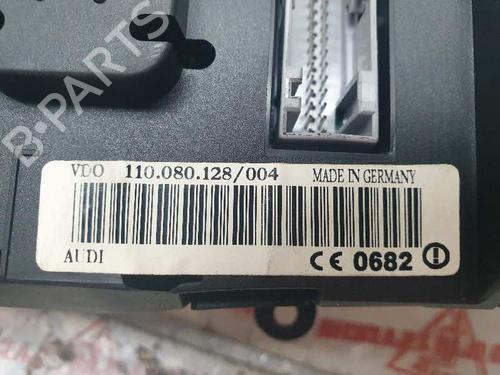 B-PARTS
VDO 110.080.128/004 MADE IN GERMANY
AUDI CE 0682